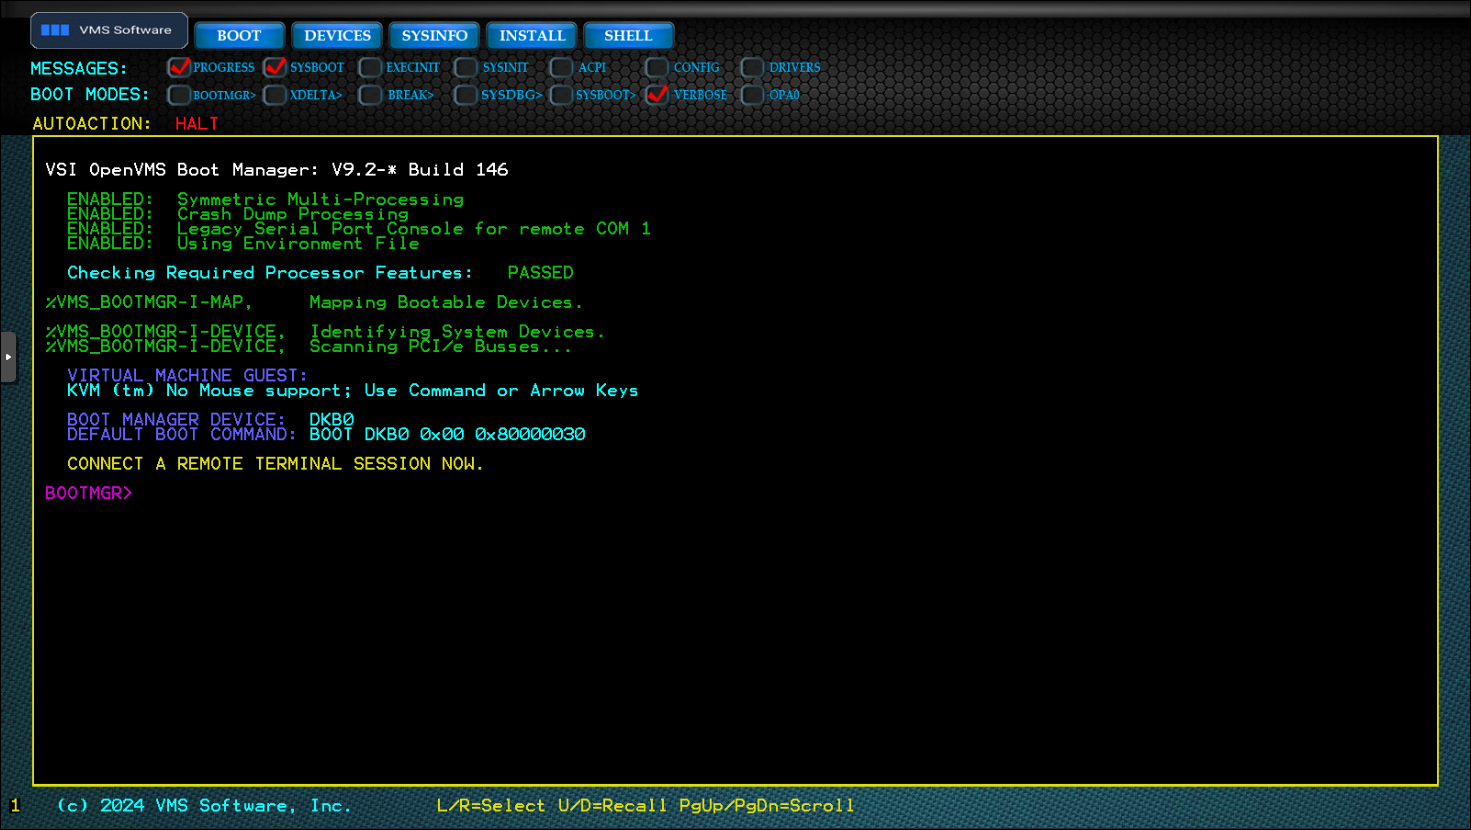 VMS Software BOOT DEVICES SYSINFO INSTALL SHELL
MESSAGES: PROGRESS SYSBOOT EXECINIT SYSINIT ACPI CONFIG DRIVERS
BOOT MODES: BOOTMGR> XDELTA> BREAK> SYSDBG> SYSBOOT> VERBOSE OPA0
AUTOACTION: HALT
VSI OpenVMS Boot Manager: V9.2-* Build 146
ENABLED: Symmetric Multi-Processing
ENABLED: Crash Dump Processing
ENABLED: Legacy Serial Port Console for remote COM 1
ENABLED: Using Environment File
Checking Required Processor Features: PASSED
%VMS_BOOTMGR-I-MAP, Mapping Bootable Devices.
%VMS_BOOTMGR-I-DEVICE, Identifying System Devices.
%VMS_BOOTMGR-I-DEVICE, Scanning PCI/e Busses...
VIRTUAL MACHINE GUEST:
KVM (tm) No Mouse support; Use Command or Arrow Keys
BOOT MANAGER DEVICE: DKB0
DEFAULT BOOT COMMAND: BOOT DKB0 0x00 0x80000030
CONNECT A REMOTE TERMINAL SESSION NOW.
BOOTMGR>
1 (c) 2024 VMS Software, Inc. L/R=Select U/D=Recall PgUp/PgDn=Scroll